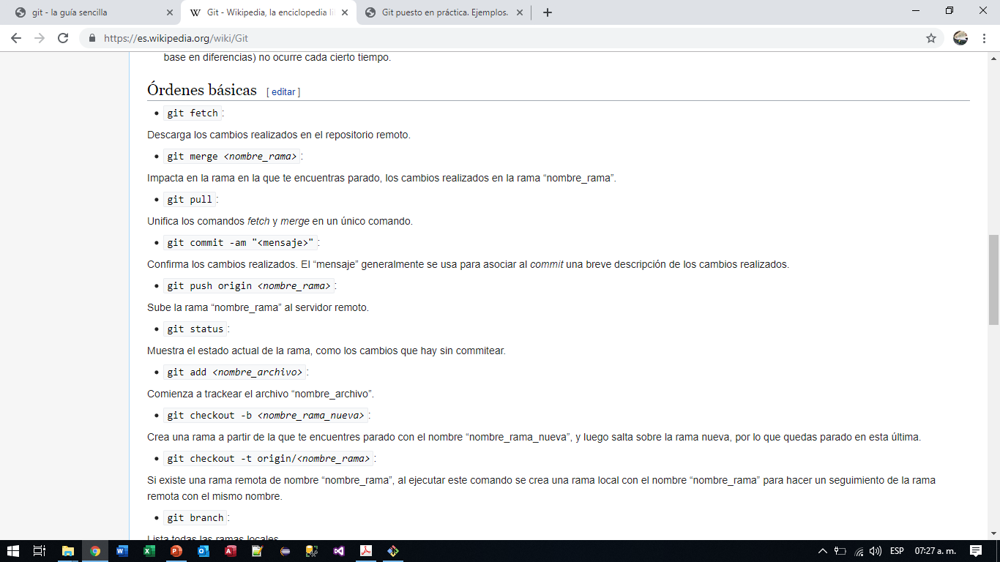 git - la guía sencilla
Git - Wikipedia, la enciclopedia li
Git puesto en práctica. Ejemplos.
https://es.wikipedia.org/wiki/Git
base en diferencias) no ocurre cada cierto tiempo.
Órdenes básicas [ editar ]
• git fetch:
Descarga los cambios realizados en el repositorio remoto.
• git merge <nombre_rama>:
Impacta en la rama en la que te encuentras parado, los cambios realizados en la rama “nombre_rama”.
• git pull:
Unifica los comandos fetch y merge en un único comando.
• git commit -am "<mensaje>":
Confirma los cambios realizados. El “mensaje” generalmente se usa para asociar al commit una breve descripción de los cambios realizados.
• git push origin <nombre_rama>:
Sube la rama “nombre_rama” al servidor remoto.
• git status:
Muestra el estado actual de la rama, como los cambios que hay sin commitear.
• git add <nombre_archivo>:
Comienza a trackear el archivo “nombre_archivo”.
• git checkout -b <nombre_rama_nueva>:
Crea una rama a partir de la que te encuentres parado con el nombre “nombre_rama_nueva”, y luego salta sobre la rama nueva, por lo que quedas parado en esta última.
• git checkout -t origin/<nombre_rama>:
Si existe una rama remota de nombre “nombre_rama”, al ejecutar este comando se crea una rama local con el nombre “nombre_rama” para hacer un seguimiento de la rama
remota con el mismo nombre.
• git branch:
Lista todas las ramas locales.
ESP 07:27 a. m.